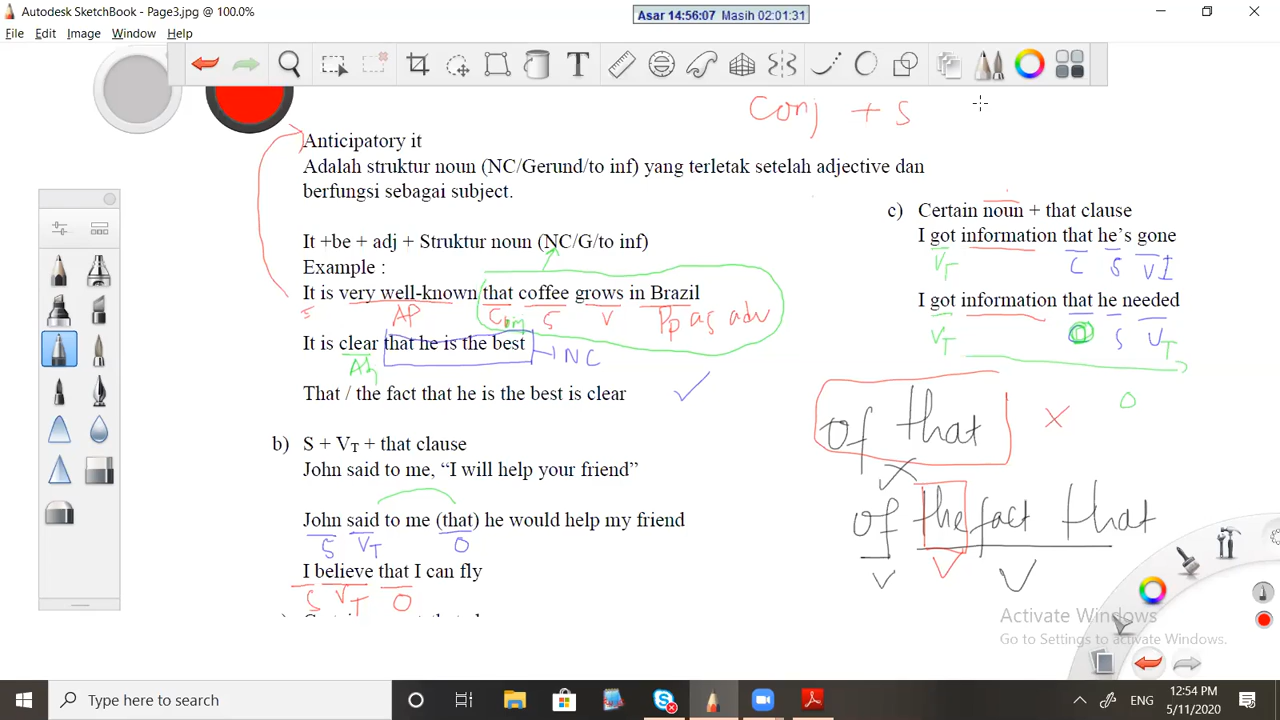 Autodesk SketchBook - Page3.jpg @ 100.0%
Asar 14:56:07 Masih 02:01:31
File Edit Image Window Help
Conj + S
Anticipatory it
Adalah struktur noun (NC/Gerund/to inf) yang terletak setelah adjective dan
berfungsi sebagai subject.
It +be + adj + Struktur noun (NC/G/to inf)
Example :
It is very well-known that coffee grows in Brazil
S AP Conj S V Pp as adv
It is clear that he is the best
NC
That / the fact that he is the best is clear
b) S + VT + that clause
John said to me, “I will help your friend”
John said to me (that) he would help my friend
S VT O
I believe that I can fly
S VT O
c) Certain noun + that clause
I got information that he’s gone
VT C S VI
I got information that he needed
VT O S VT
O
of that X
of the fact that
Activate Windows
Go to Settings to activate Windows.
Type here to search
ENG
12:54 PM
5/11/2020